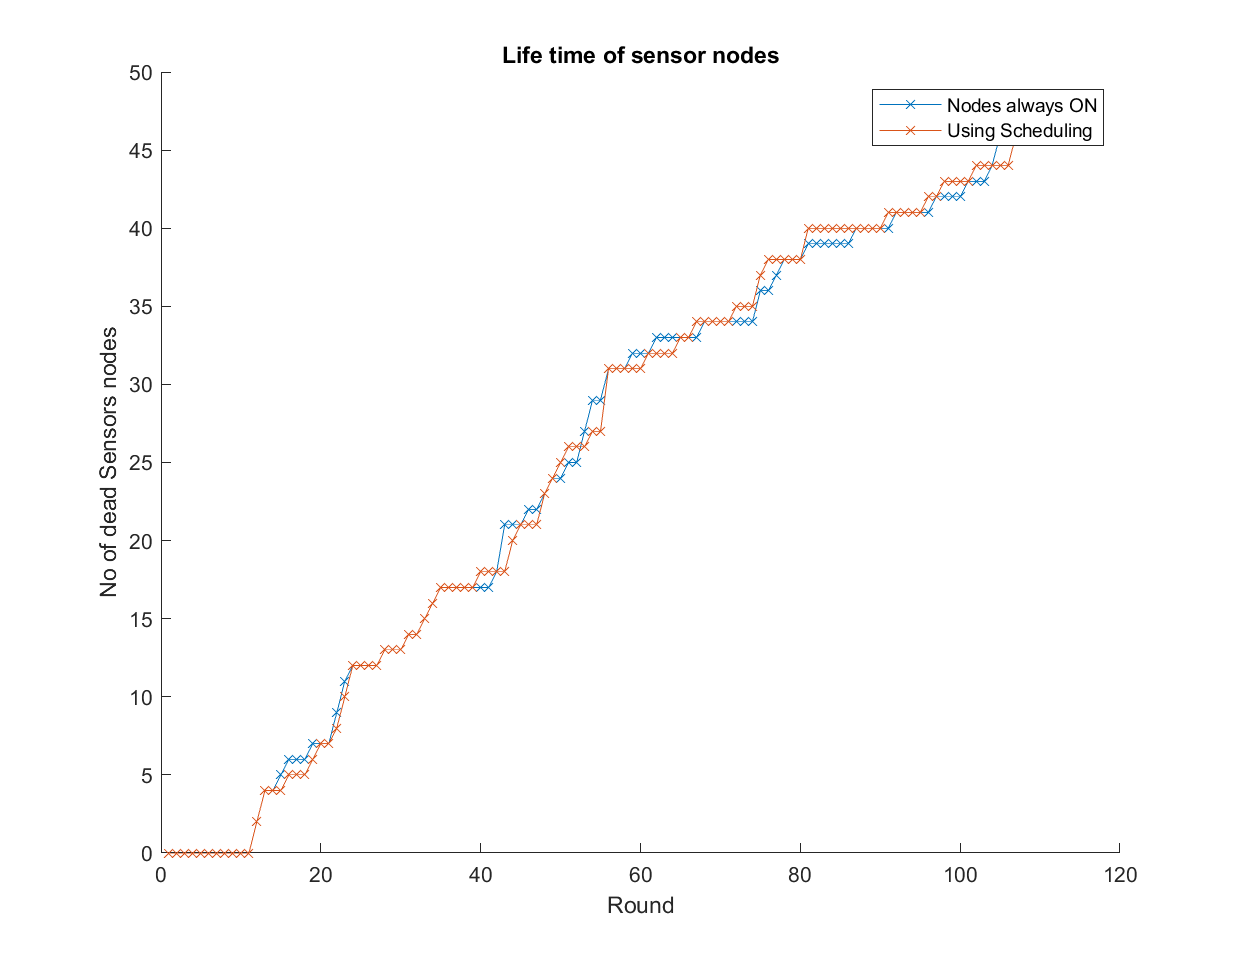 Life time of sensor nodes
Nodes always ON
Using Scheduling
No of dead Sensors nodes
50
45
40
35
30
25
20
15
10
5
0
0 20 40 60 80 100 120
Round